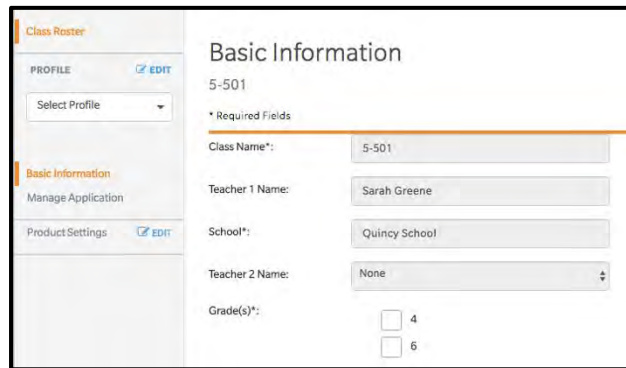 Class Roster
PROFILE EDIT
Select Profile
Basic Information
Manage Application
Product Settings EDIT
Basic Information
5-501
* Required Fields
Class Name*: 5-501
Teacher 1 Name: Sarah Greene
School*: Quincy School
Teacher 2 Name: None
Grade(s)*: 4
6